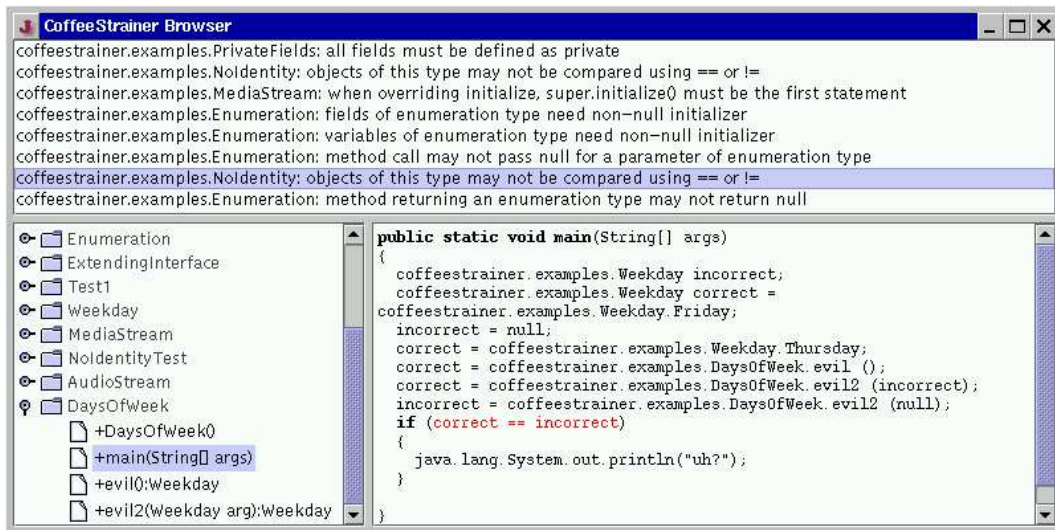 CoffeeStrainer Browser
coffeestrainer.examples.PrivateFields: all fields must be defined as private
coffeestrainer.examples.NoIdentity: objects of this type may not be compared using == or !=
coffeestrainer.examples.MediaStream: when overriding initialize, super.initialize() must be the first statement
coffeestrainer.examples.Enumeration: fields of enumeration type need non-null initializer
coffeestrainer.examples.Enumeration: variables of enumeration type need non-null initializer
coffeestrainer.examples.Enumeration: method call may not pass null for a parameter of enumeration type
coffeestrainer.examples.NoIdentity: objects of this type may not be compared using == or !=
coffeestrainer.examples.Enumeration: method returning an enumeration type may not return null
Enumeration
ExtendingInterface
Test1
Weekday
MediaStream
NoIdentityTest
AudioStream
DaysOfWeek
+DaysOfWeek()
+main(String[] args)
+evil():Weekday
+evil2(Weekday arg):Weekday
public static void main(String[] args)
{
coffeestrainer.examples.Weekday incorrect;
coffeestrainer.examples.Weekday correct =
coffeestrainer.examples.Weekday.Friday;
incorrect = null;
correct = coffeestrainer.examples.Weekday.Thursday;
correct = coffeestrainer.examples.DaysOfWeek.evil ();
correct = coffeestrainer.examples.DaysOfWeek.evil2 (incorrect);
incorrect = coffeestrainer.examples.DaysOfWeek.evil2 (null);
if (correct == incorrect)
{
java.lang.System.out.println("uh?");
}
}